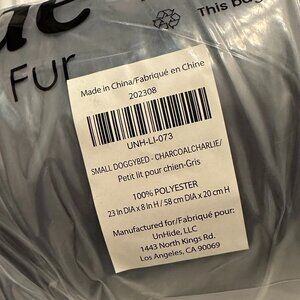 Fur
This bag
Made in China/Fabriqué en Chine
202308
UNH-LI-073
SMALL DOGGYBED - CHARCOALCHARLIE/
Petit lit pour chien-Gris
100% POLYESTER
23 In DIA x 8 In H / 58 cm DIA x 20 cm H
Manufactured for/Fabriqué pour:
UnHide, LLC
1443 North Kings Rd.
Los Angeles, CA 90069